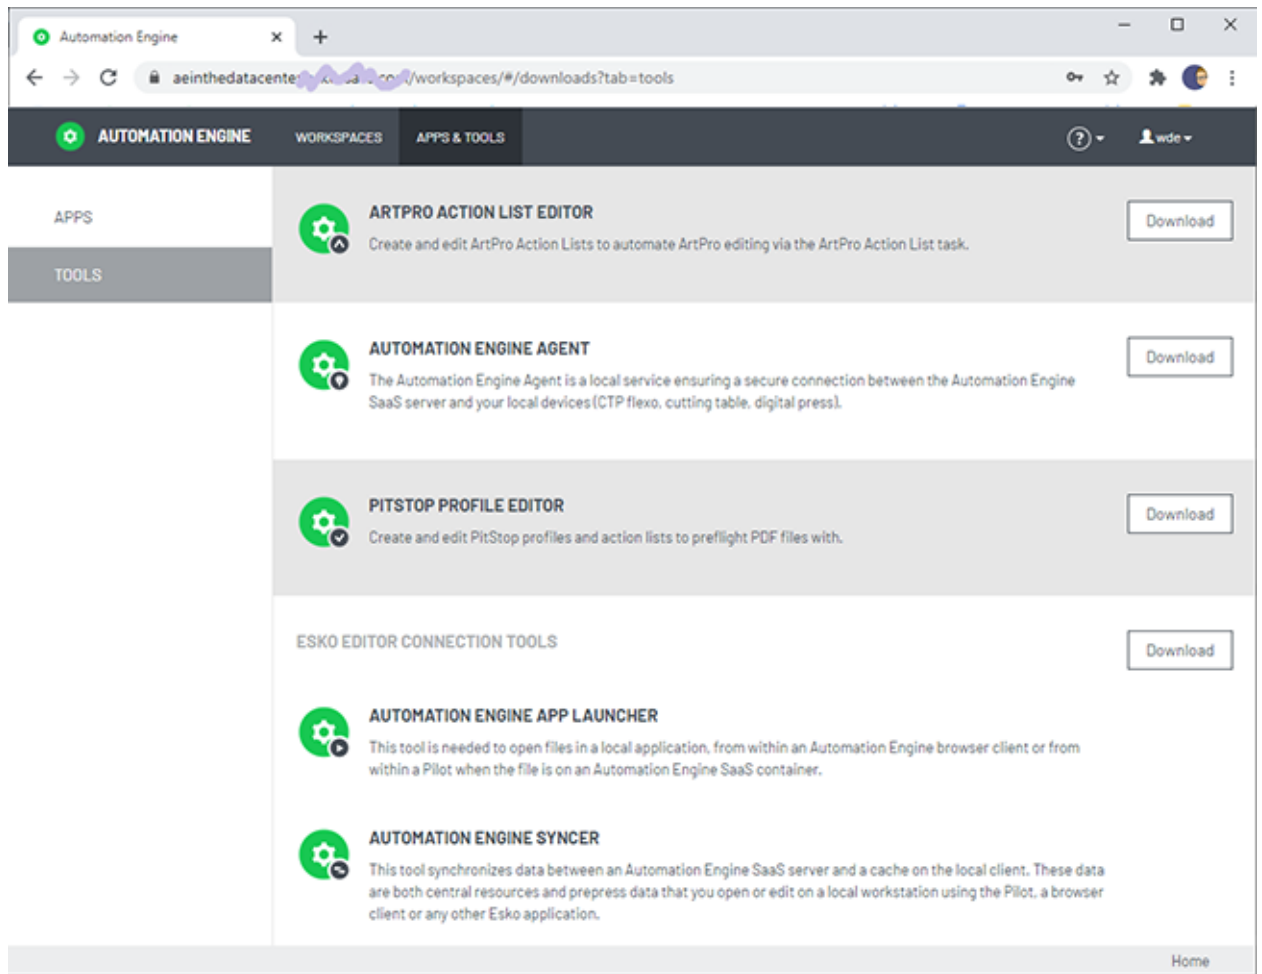 Automation Engine
aeinthedatacente /workspaces/#/downloads?tab=tools
AUTOMATION ENGINE
WORKSPACES
APPS & TOOLS
?
wde
APPS
TOOLS
ARTPRO ACTION LIST EDITOR
Create and edit ArtPro Action Lists to automate ArtPro editing via the ArtPro Action List task.
Download
AUTOMATION ENGINE AGENT
The Automation Engine Agent is a local service ensuring a secure connection between the Automation Engine
SaaS server and your local devices (CTP flexo, cutting table, digital press).
Download
PITSTOP PROFILE EDITOR
Create and edit PitStop profiles and action lists to preflight PDF files with.
Download
ESKO EDITOR CONNECTION TOOLS
Download
AUTOMATION ENGINE APP LAUNCHER
This tool is needed to open files in a local application, from within an Automation Engine browser client or from
within a Pilot when the file is on an Automation Engine SaaS container.
AUTOMATION ENGINE SYNCER
This tool synchronizes data between an Automation Engine SaaS server and a cache on the local client. These data
are both central resources and prepress data that you open or edit on a local workstation using the Pilot, a browser
client or any other Esko application.
Home